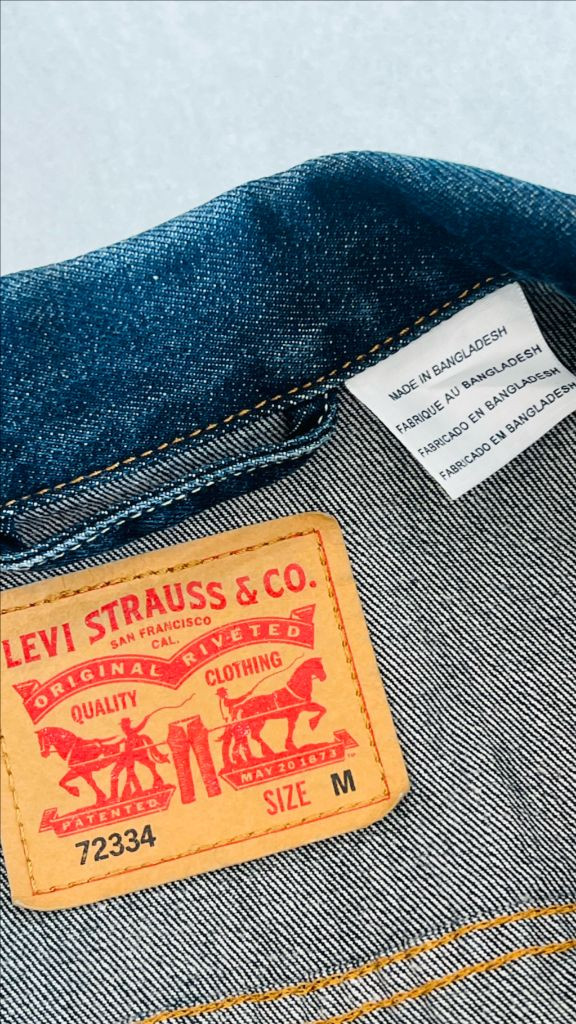 MADE IN BANGLADESH
FABRIQUE AU BANGLADESH
FABRICADO EN BANGLADESH
FABRICADO EM BANGLADESH
LEVI STRAUSS & CO.
SAN FRANCISCO
CAL.
ORIGINAL RIVETED
QUALITY CLOTHING
PATENTED MAY 20 1873
72334 SIZE M